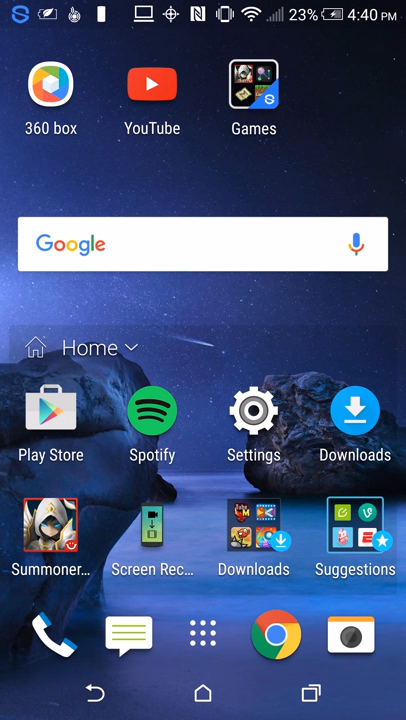 23% 4:40 PM
360 box YouTube Games
Google
Home
Play Store Spotify Settings Downloads
Summoner... Screen Rec... Downloads Suggestions